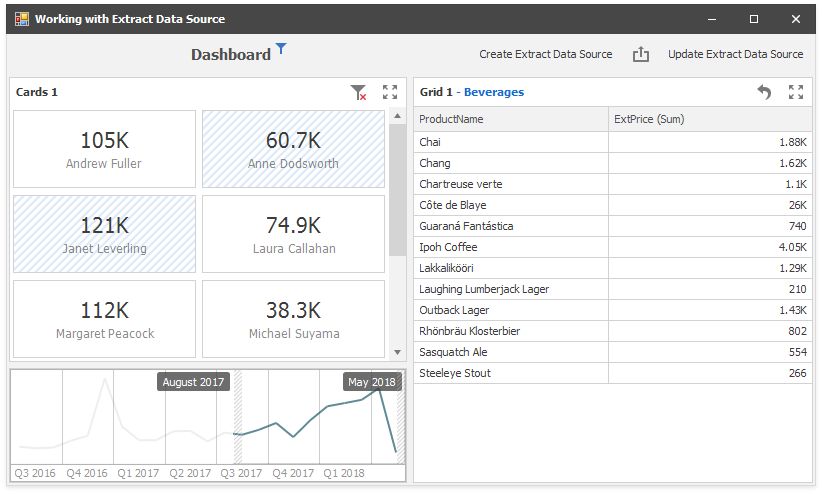 Working with Extract Data Source
Dashboard
Create Extract Data Source
Update Extract Data Source
Cards 1
105K
Andrew Fuller
60.7K
Anne Dodsworth
121K
Janet Leverling
74.9K
Laura Callahan
112K
Margaret Peacock
38.3K
Michael Suyama
August 2017
May 2018
Q3 2016 Q4 2016 Q1 2017 Q2 2017 Q3 2017 Q4 2017 Q1 2018
Grid 1 - Beverages
ProductName ExtPrice (Sum)
Chai 1.88K
Chang 1.62K
Chartreuse verte 1.1K
Côte de Blaye 26K
Guaraná Fantástica 740
Ipoh Coffee 4.05K
Lakkalikööri 1.29K
Laughing Lumberjack Lager 210
Outback Lager 1.43K
Rhönbräu Klosterbier 802
Sasquatch Ale 554
Steeleye Stout 266